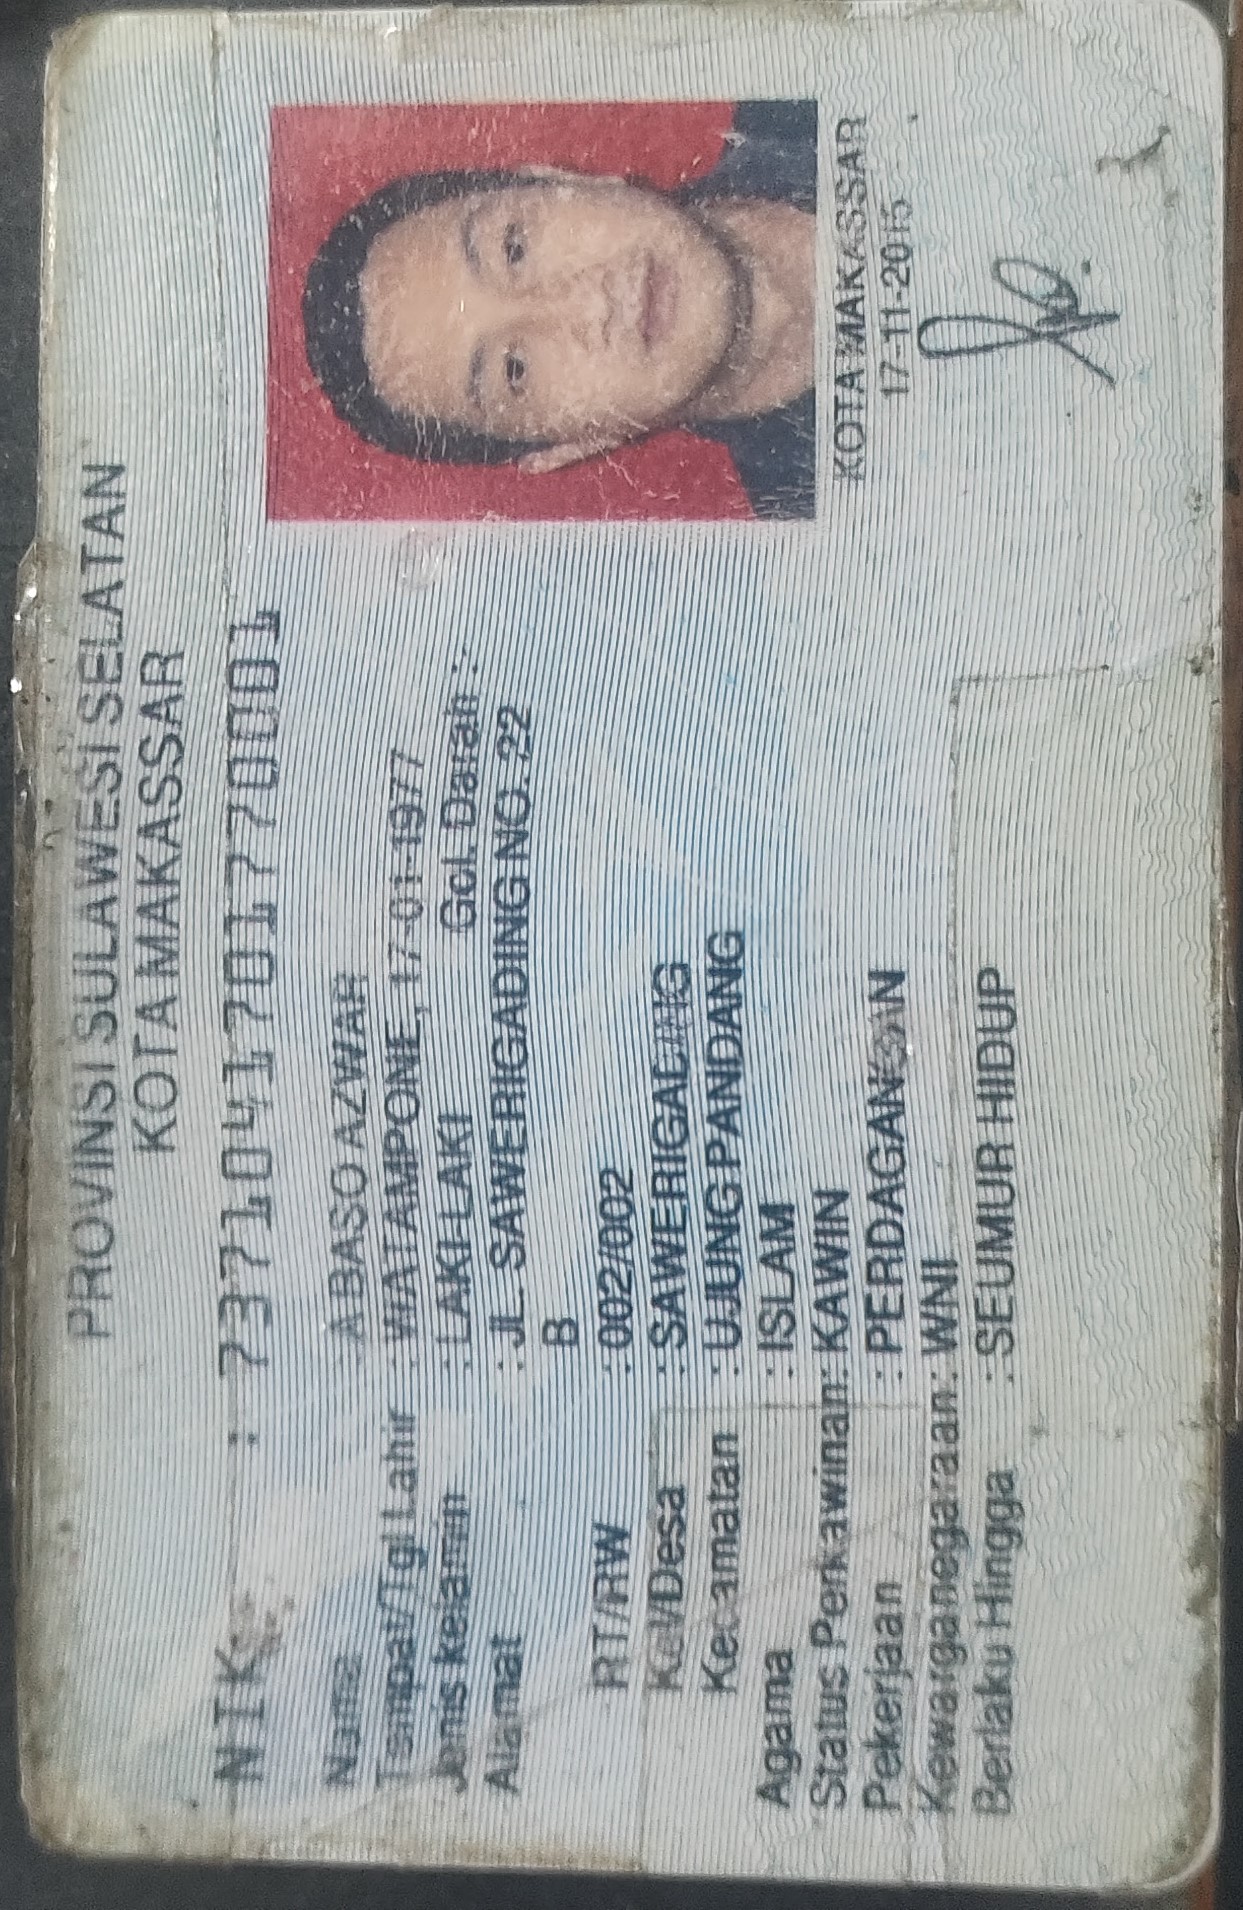 PROVINSI SULAWESI SELATAN
KOTA MAKASSAR
NIK : 7371041701770001
Nama : A BASO AZWAR
Tempat/Tgl Lahir : WATAMPONE, 17-01-1977
Jenis kelamin : LAKI-LAKI Gol. Darah :-
Alamat : JL. SAWERIGADING NO. 22
B
RT/RW : 002/002
Kel/Desa : SAWERIGADING
Kecamatan : UJUNG PANDANG
Agama : ISLAM
Status Perkawinan: KAWIN
Pekerjaan : PERDAGANGAN
Kewarganegaraan: WNI
Berlaku Hingga : SEUMUR HIDUP
KOTA MAKASSAR
17-11-2015